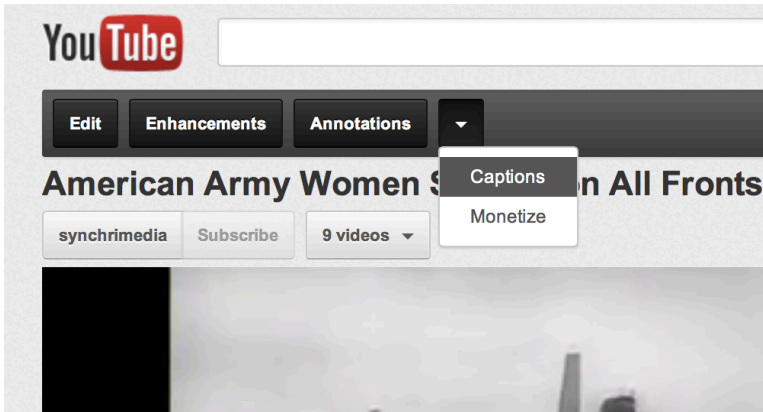 YouTube
Edit Enhancements Annotations
Captions
American Army Women S n All Fronts
Monetize
synchrimedia Subscribe 9 videos